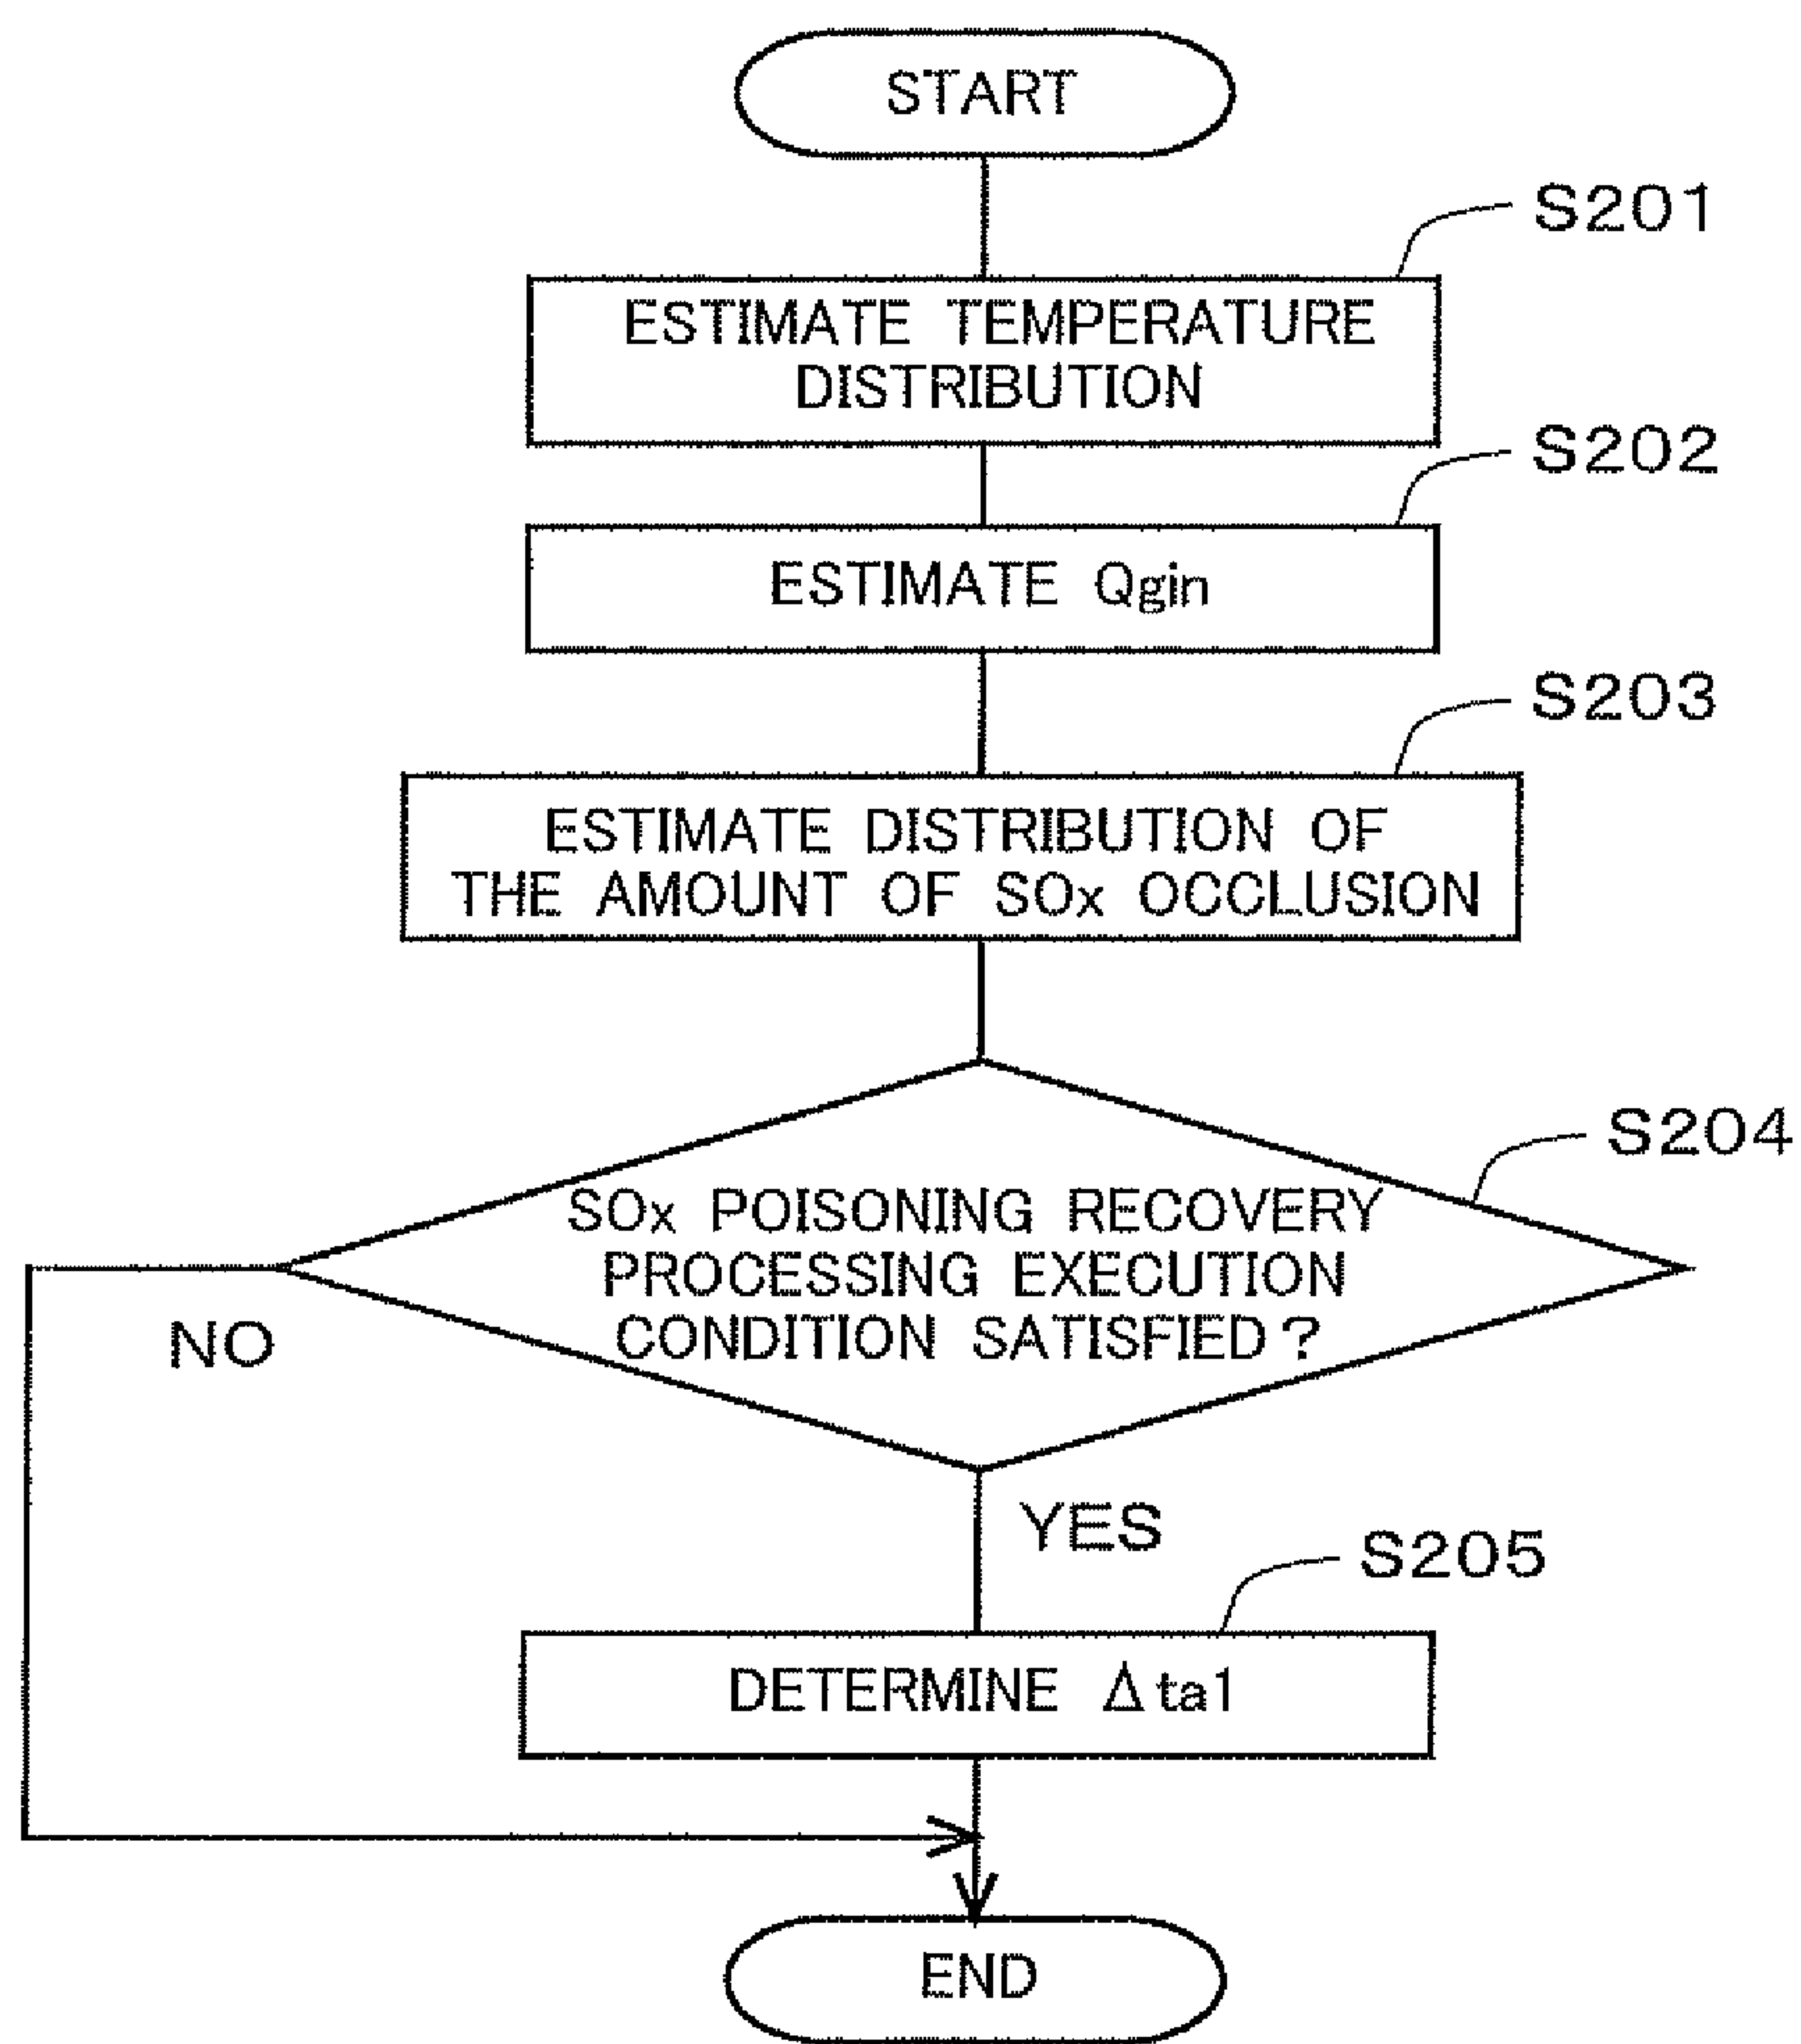 START
S201
ESTIMATE TEMPERATURE
DISTRIBUTION
S202
ESTIMATE Qgin
S203
ESTIMATE DISTRIBUTION OF
THE AMOUNT OF SOx OCCLUSION
S204
SOx POISONING RECOVERY
PROCESSING EXECUTION
CONDITION SATISFIED?
NO
YES
S205
DETERMINE Δta1
END